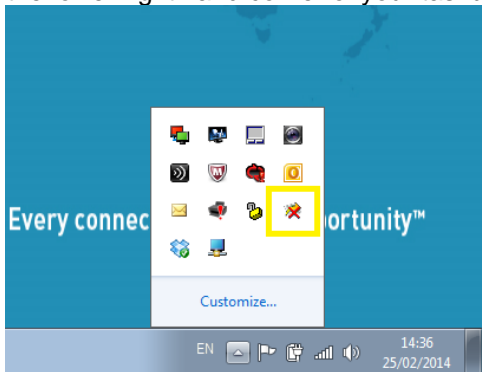 Every connec ortunity™
Customize...
EN
14:36
25/02/2014